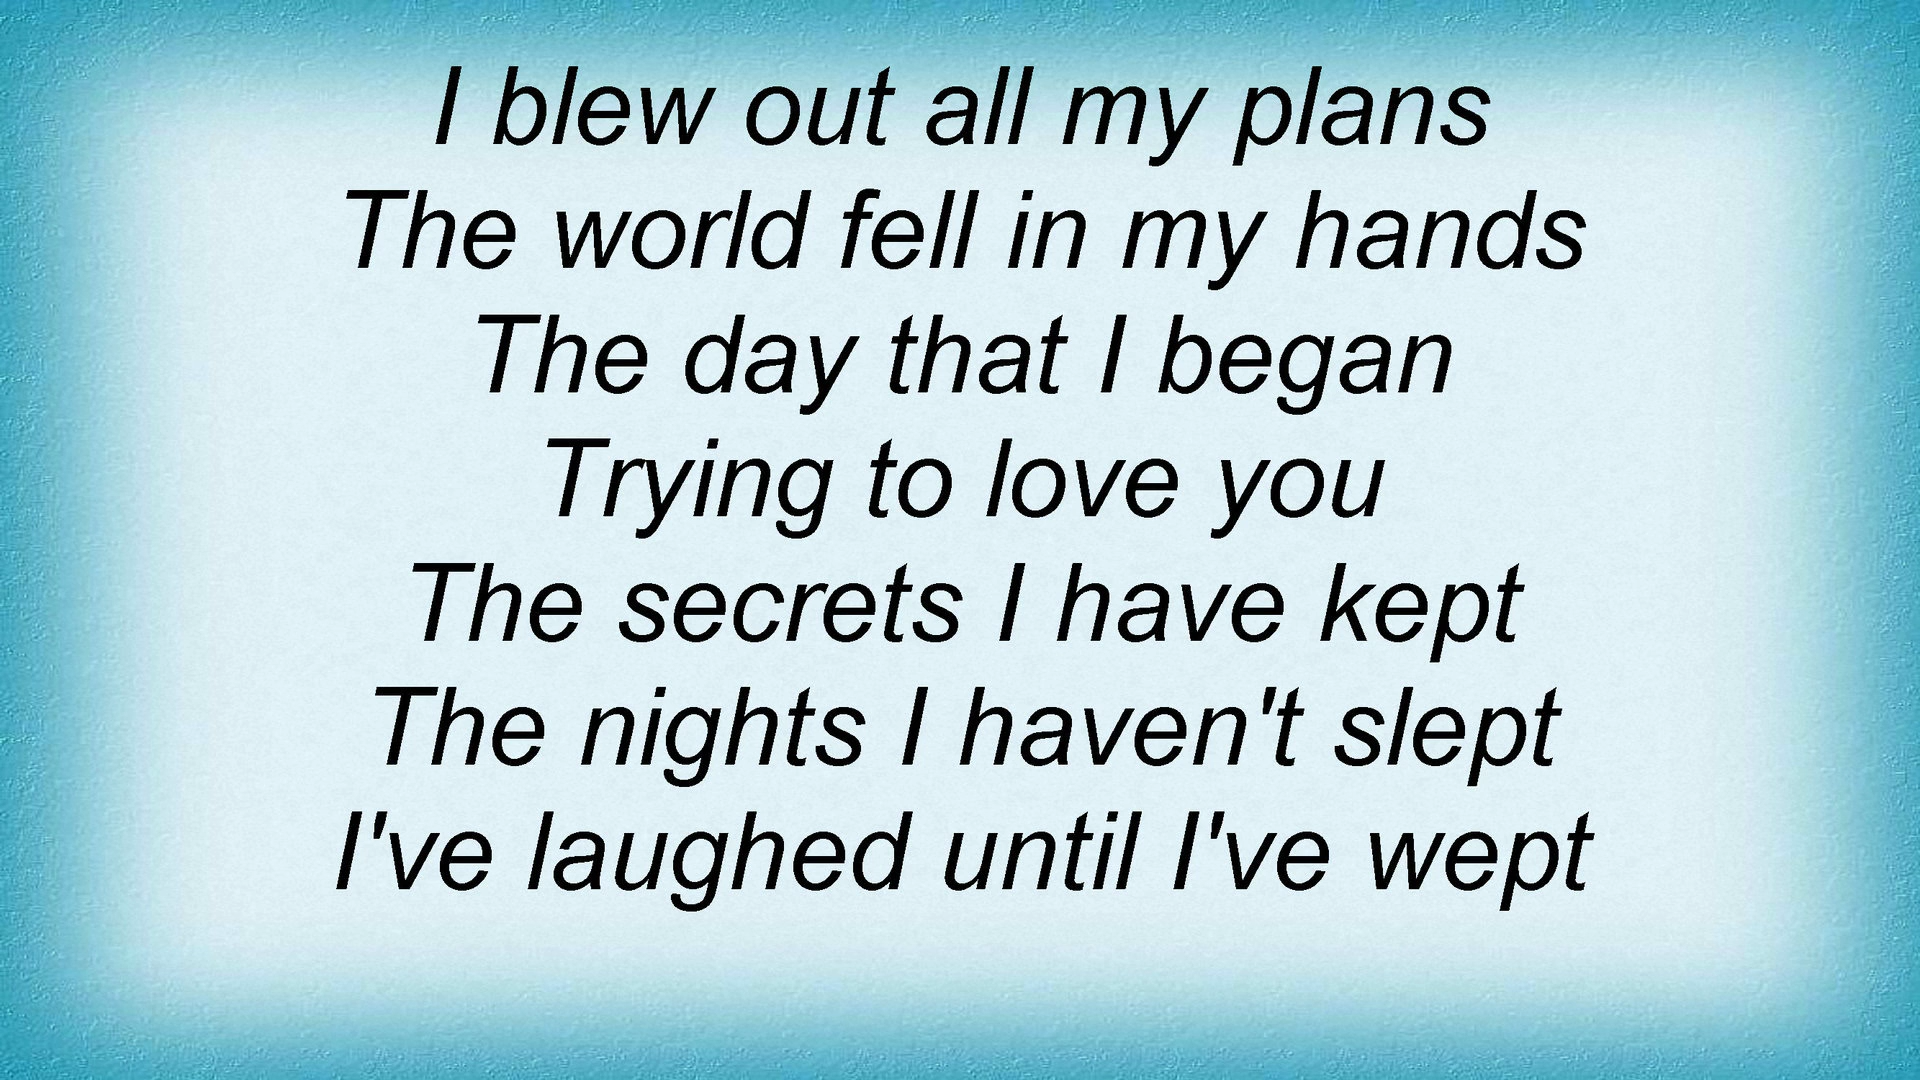 I blew out all my plans
The world fell in my hands
The day that I began
Trying to love you
The secrets I have kept
The nights I haven't slept
I've laughed until I've wept